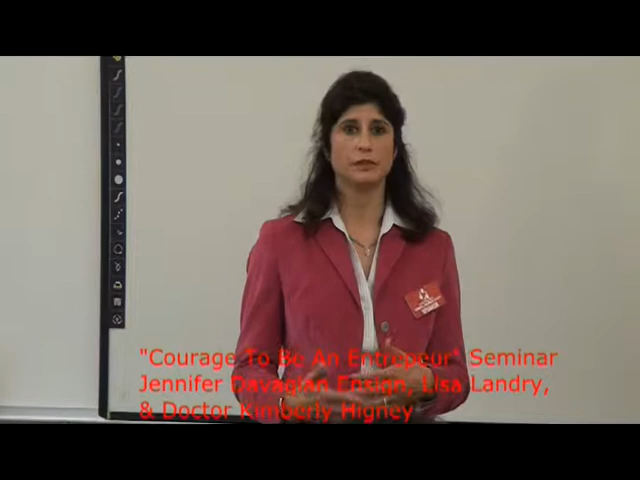 "Courage To Be An Entrepeur" Seminar
Jennifer Davagian Ensign, Lisa Landry,
& Doctor Kimberly Higney